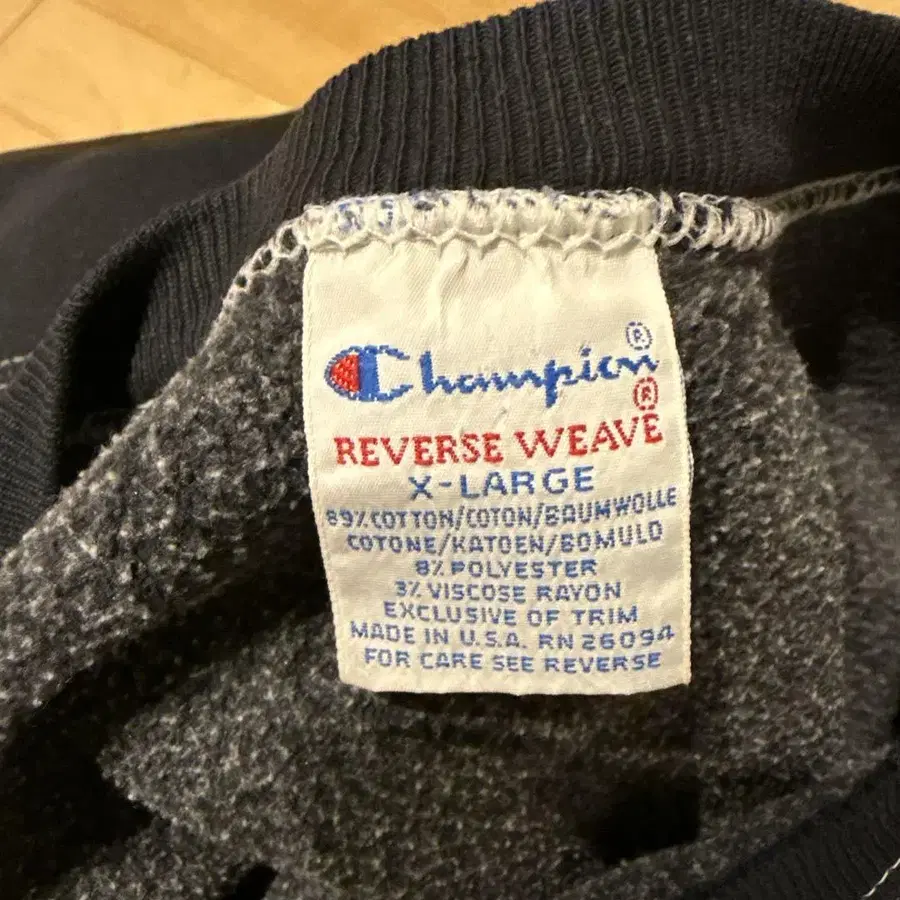 Champion®
REVERSE WEAVE®
X-LARGE
89% COTTON/COTON/BAUMWOLLE
COTONE/KATOEN/BOMULD
8% POLYESTER
3% VISCOSE RAYON
EXCLUSIVE OF TRIM
MADE IN U.S.A. RN 26094
FOR CARE SEE REVERSE